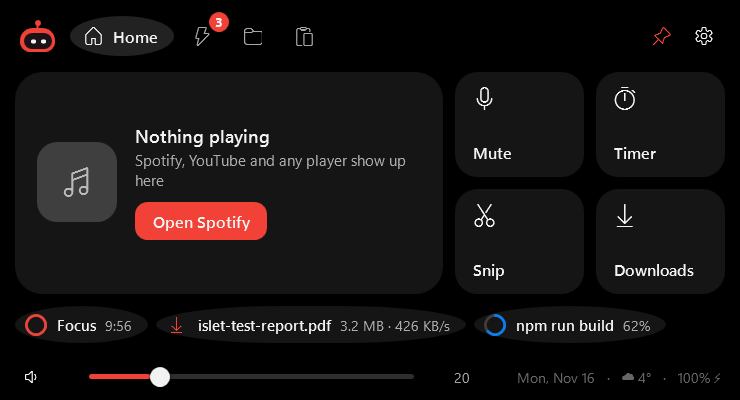 Home
3
Nothing playing
Spotify, YouTube and any player show up
here
Open Spotify
Mute
Timer
Snip
Downloads
Focus 9:56
islet-test-report.pdf 3.2 MB · 426 KB/s
npm run build 62%
20
Mon, Nov 16 · 4° · 100%